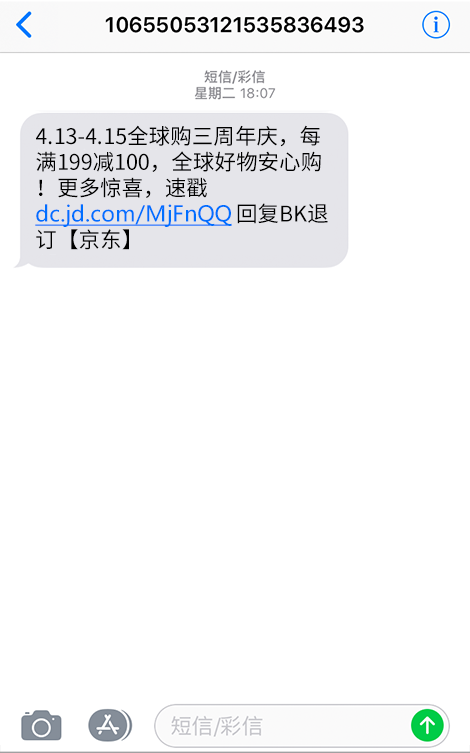 10655053121535836493
短信/彩信
星期二 18:07
4.13-4.15全球购三周年庆，每
满199减100，全球好物安心购
！更多惊喜，速戳
dc.jd.com/MjFnQQ 回复BK退
订【京东】
短信/彩信